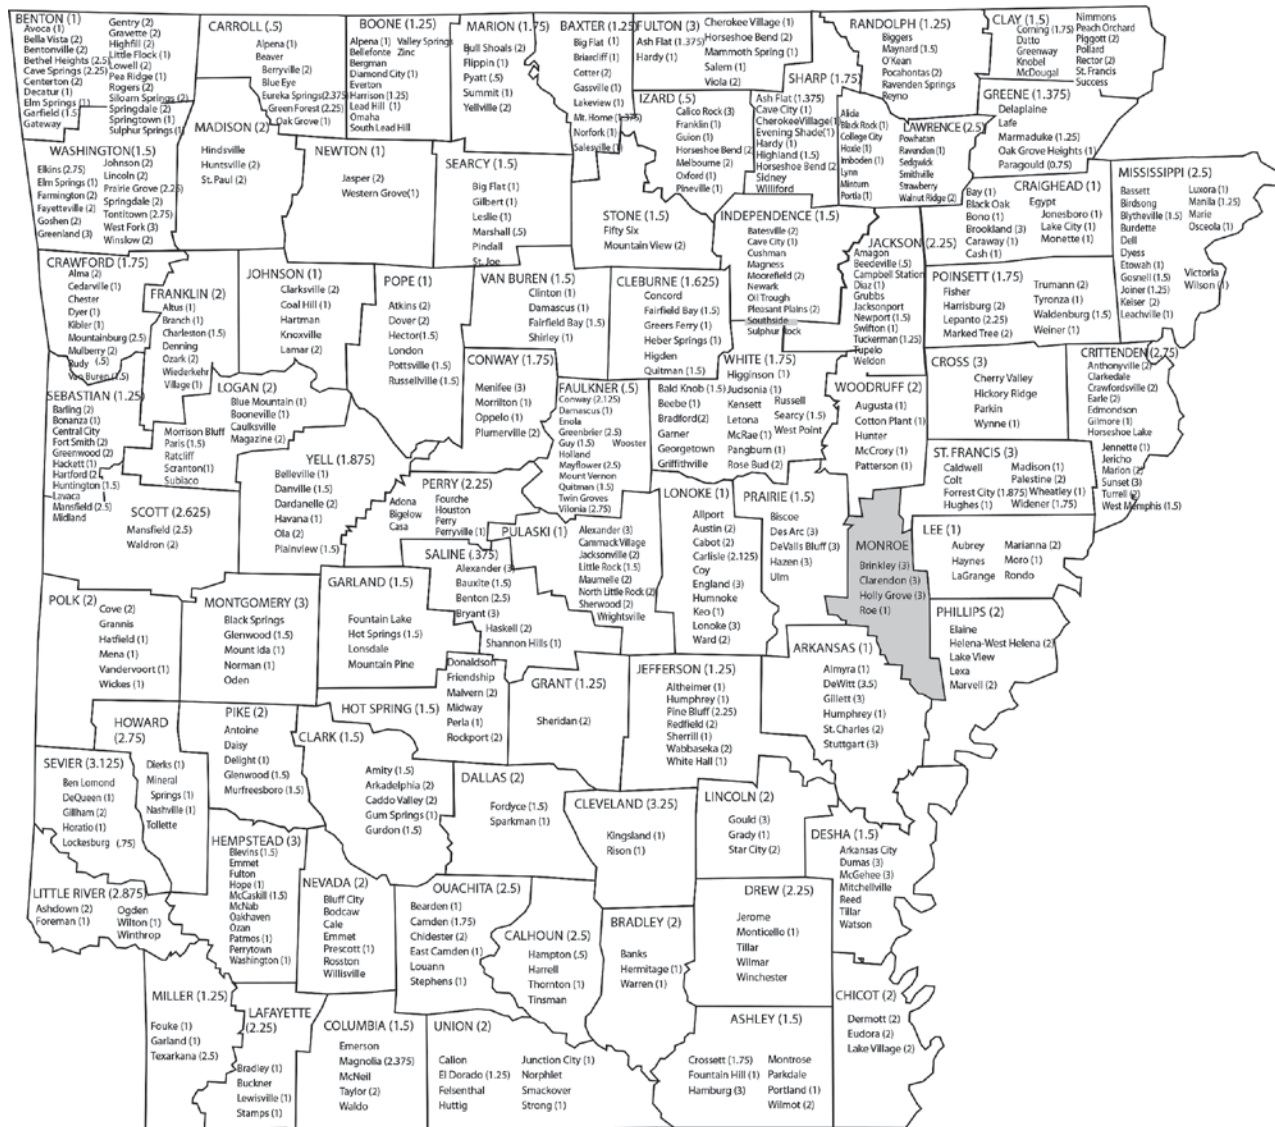 BENTON (1)
Avoca (1)
Bella Vista (2)
Bentonville (2)
Bethel Heights (2.5)
Cave Springs (2.25)
Centerton (2)
Decatur (1)
Elm Springs (1)
Garfield (1.5)
Gateway
Gentry (2)
Gravette (2)
Highfill (2)
Little Flock (1)
Lowell (2)
Pea Ridge (1)
Rogers (2)
Siloam Springs (2)
Springdale (2)
Springtown (1)
Sulphur Springs (1)
CARROLL (.5)
Alpena (1)
Beaver
Berryville (2)
Blue Eye
Eureka Springs(2.375)
Green Forest (2.25)
Oak Grove (1)
BOONE (1.25)
Alpena (1)
Bellefonte
Bergman
Diamond City (1)
Everton
Harrison (1.25)
Lead Hill (1)
Omaha
South Lead Hill
Valley Springs
Zinc
MARION (1.75)
Bull Shoals (2)
Flippin (1)
Pyatt (.5)
Summit (1)
Yellville (2)
BAXTER (1.25)
Big Flat (1)
Briarcliff (1)
Cotter (2)
Gassville (1)
Lakeview (1)
Mt. Home (1.375)
Norfork (1)
Salesville (1)
FULTON (3)
Ash Flat (1.375)
Hardy (1)
Cherokee Village (1)
Horseshoe Bend (2)
Mammoth Spring (1)
Salem (1)
Viola (2)
SHARP (1.75)
Ash Flat (1.375)
Cave City (1)
CherokeeVillage(1)
Evening Shade(1)
Hardy (1)
Highland (1.5)
Horseshoe Bend (2)
Sidney
Williford
RANDOLPH (1.25)
Biggers
Maynard (1.5)
O'Kean
Pocahontas (2)
Ravenden Springs
Reyno
CLAY (1.5)
Corning (1.75)
Datto
Greenway
Knobel
McDougal
Nimmons
Peach Orchard
Piggott (2)
Pollard
Rector (2)
St. Francis
Success
GREENE (1.375)
Delaplaine
Lafe
Marmaduke (1.25)
Oak Grove Heights (1)
Paragould (0.75)
IZARD (.5)
Calico Rock (3)
Franklin (1)
Guion (1)
Horseshoe Bend (2)
Melbourne (2)
Oxford (1)
Pineville (1)
LAWRENCE (2.5)
Alicia
Black Rock (1)
College City
Hoxie (1)
Imboden (1)
Lynn
Minturn
Portia (1)
Powhatan
Ravenden (1)
Sedgwick
Smithville
Strawberry
Walnut Ridge (2)
MADISON (2)
Hindsville
Huntsville (2)
St. Paul (2)
WASHINGTON(1.5)
Elkins (2.75)
Elm Springs (1)
Farmington (2)
Fayetteville (2)
Goshen (2)
Greenland (3)
Johnson (2)
Lincoln (2)
Prairie Grove (2.25)
Springdale (2)
Tontitown (2.75)
West Fork (3)
Winslow (2)
NEWTON (1)
Jasper (2)
Western Grove(1)
SEARCY (1.5)
Big Flat (1)
Gilbert (1)
Leslie (1)
Marshall (.5)
Pindall
St. Joe
STONE (1.5)
Fifty Six
Mountain View (2)
INDEPENDENCE (1.5)
Batesville (2)
Cave City (1)
Cushman
Magness
Moorefield (2)
Newark
Oil Trough
Pleasant Plains (2)
Southside
Sulphur Rock
JACKSON (2.25)
Amagon
Beedeville (.5)
Campbell Station
Diaz (1)
Grubbs
Jacksonport
Newport (1.5)
Swifton (1)
Tuckerman (1.25)
Tupelo
Weldon
CRAIGHEAD (1)
Bay (1)
Black Oak
Bono (1)
Brookland (3)
Caraway (1)
Cash (1)
Egypt
Jonesboro (1)
Lake City (1)
Monette (1)
MISSISSIPPI (2.5)
Bassett
Birdsong
Blytheville (1.5)
Burdette
Dell
Dyess
Etowah (1)
Gosnell (1.5)
Joiner (1.25)
Keiser (2)
Leachville (1)
Luxora (1)
Manila (1.25)
Marie
Osceola (1)
Victoria
Wilson (1)
CRAWFORD (1.75)
Alma (2)
Cedarville (1)
Chester
Dyer (1)
Kibler (1)
Mountainburg (2.5)
Mulberry (2)
Rudy (.5)
Van Buren (1.5)
FRANKLIN (2)
Altus (1)
Branch (1)
Charleston (1.5)
Denning
Ozark (2)
Wiederkehr
Village (1)
JOHNSON (1)
Clarksville (2)
Coal Hill (1)
Hartman
Knoxville
Lamar (2)
POPE (1)
Atkins (2)
Dover (2)
Hector(1.5)
London
Pottsville (1.5)
Russellville (1.5)
VAN BUREN (1.5)
Clinton (1)
Damascus (1)
Fairfield Bay (1.5)
Shirley (1)
CLEBURNE (1.625)
Concord
Fairfield Bay (1.5)
Greers Ferry (1)
Heber Springs (1)
Higden
Quitman (1.5)
POINSETT (1.75)
Fisher
Harrisburg (2)
Lepanto (2.25)
Marked Tree (2)
Trumann (2)
Tyronza (1)
Waldenburg (1.5)
Weiner (1)
CONWAY (1.75)
Menifee (3)
Morrilton (1)
Oppelo (1)
Plumerville (2)
FAULKNER (.5)
Conway (2.125)
Damascus (1)
Enola
Greenbrier (2.5)
Guy (1.5)
Holland
Mayflower (2.5)
Mount Vernon
Quitman (1.5)
Twin Groves
Vilonia (2.75)
Wooster
WHITE (1.75)
Bald Knob (1.5)
Beebe (1)
Bradford(2)
Garner
Georgetown
Griffithville
Higginson (1)
Judsonia (1)
Kensett
Letona
McRae (1)
Pangburn (1)
Rose Bud (2)
Russell
Searcy (1.5)
West Point
WOODRUFF (2)
Augusta (1)
Cotton Plant (1)
Hunter
McCrory (1)
Patterson (1)
CROSS (3)
Cherry Valley
Hickory Ridge
Parkin
Wynne (1)
CRITTENDEN (2.75)
Anthonyville (2)
Clarkedale
Crawfordsville (2)
Earle (2)
Edmondson
Gilmore (1)
Horseshoe Lake
Jennette (1)
Jericho
Marion (2)
Sunset (3)
Turrell (2)
West Memphis (1.5)
SEBASTIAN (1.25)
Barling (2)
Bonanza (1)
Central City
Fort Smith (2)
Greenwood (2)
Hackett (1)
Hartford (2)
Huntington (1.5)
Lavaca
Mansfield (2.5)
Midland
LOGAN (2)
Blue Mountain (1)
Booneville (1)
Caulksville
Magazine (2)
Morrison Bluff
Paris (1.5)
Ratcliff
Scranton(1)
Subiaco
YELL (1.875)
Belleville (1)
Danville (1.5)
Dardanelle (2)
Havana (1)
Ola (2)
Plainview (1.5)
PERRY (2.25)
Adona
Bigelow
Casa
Fourche
Houston
Perry
Perryville (1)
ST. FRANCIS (3)
Caldwell
Colt
Forrest City (1.875)
Hughes (1)
Madison (1)
Palestine (2)
Wheatley (1)
Widener (1.75)
SCOTT (2.625)
Mansfield (2.5)
Waldron (2)
PULASKI (1)
Alexander (3)
Cammack Village
Jacksonville (2)
Little Rock (1.5)
Maumelle (2)
North Little Rock (2)
Sherwood (2)
Wrightsville
LONOKE (1)
Allport
Austin (2)
Cabot (2)
Carlisle (2.125)
Coy
England (3)
Humnoke
Keo (1)
Lonoke (3)
Ward (2)
PRAIRIE (1.5)
Biscoe
Des Arc (3)
DeValls Bluff (3)
Hazen (3)
Ulm
MONROE
Brinkley (3)
Clarendon (3)
Holly Grove (3)
Roe (1)
LEE (1)
Aubrey
Haynes
LaGrange
Marianna (2)
Moro (1)
Rondo
SALINE (.375)
Alexander (3)
Bauxite (1.5)
Benton (2.5)
Bryant (3)
Haskell (2)
Shannon Hills (1)
GARLAND (1.5)
Fountain Lake
Hot Springs (1.5)
Lonsdale
Mountain Pine
POLK (2)
Cove (2)
Grannis
Hatfield (1)
Mena (1)
Vandervoort (1)
Wickes (1)
MONTGOMERY (3)
Black Springs
Glenwood (1.5)
Mount Ida (1)
Norman (1)
Oden
PHILLIPS (2)
Elaine
Helena-West Helena (2)
Lake View
Lexa
Marvell (2)
HOT SPRING (1.5)
Donaldson
Friendship
Malvern (2)
Midway
Perla (1)
Rockport (2)
GRANT (1.25)
Sheridan (2)
JEFFERSON (1.25)
Altheimer (1)
Humphrey (1)
Pine Bluff (2.25)
Redfield (2)
Sherrill (1)
Wabbaseka (2)
White Hall (1)
ARKANSAS (1)
Almyra (1)
DeWitt (3.5)
Gillett (3)
Humphrey (1)
St. Charles (2)
Stuttgart (3)
HOWARD
(2.75)
Dierks (1)
Mineral
Springs (1)
Nashville (1)
Tollette
PIKE (2)
Antoine
Daisy
Delight (1)
Glenwood (1.5)
Murfreesboro (1.5)
CLARK (1.5)
Amity (1.5)
Arkadelphia (2)
Caddo Valley (2)
Gum Springs (1)
Gurdon (1.5)
SEVIER (3.125)
Ben Lomond
DeQueen (1)
Gillham (2)
Horatio (1)
Lockesburg (.75)
DALLAS (2)
Fordyce (1.5)
Sparkman (1)
CLEVELAND (3.25)
Kingsland (1)
Rison (1)
LINCOLN (2)
Gould (3)
Grady (1)
Star City (2)
DESHA (1.5)
Arkansas City
Dumas (3)
McGehee (3)
Mitchellville
Reed
Tillar
Watson
HEMPSTEAD (3)
Blevins (1.5)
Emmet
Fulton
Hope (1)
McCaskill (1.5)
McNab
Oakhaven
Ozan
Patmos (1)
Perrytown
Washington (1)
LITTLE RIVER (2.875)
Ashdown (2)
Foreman (1)
Ogden
Wilton (1)
Winthrop
NEVADA (2)
Bluff City
Bodcaw
Cale
Emmet
Prescott (1)
Rosston
Willisville
OUACHITA (2.5)
Bearden (1)
Camden (1.75)
Chidester (2)
East Camden (1)
Louann
Stephens (1)
CALHOUN (2.5)
Hampton (.5)
Harrell
Thornton (1)
Tinsman
BRADLEY (2)
Banks
Hermitage (1)
Warren (1)
DREW (2.25)
Jerome
Monticello (1)
Tillar
Wilmar
Winchester
CHICOT (2)
Dermott (2)
Eudora (2)
Lake Village (2)
MILLER (1.25)
Fouke (1)
Garland (1)
Texarkana (2.5)
LAFAYETTE
(2.25)
Bradley (1)
Buckner
Lewisville (1)
Stamps (1)
COLUMBIA (1.5)
Emerson
Magnolia (2.375)
McNeil
Taylor (2)
Waldo
UNION (2)
Calion
El Dorado (1.25)
Felsenthal
Huttig
Junction City (1)
Norphlet
Smackover
Strong (1)
ASHLEY (1.5)
Crossett (1.75)
Fountain Hill (1)
Hamburg (3)
Montrose
Parkdale
Portland (1)
Wilmot (2)